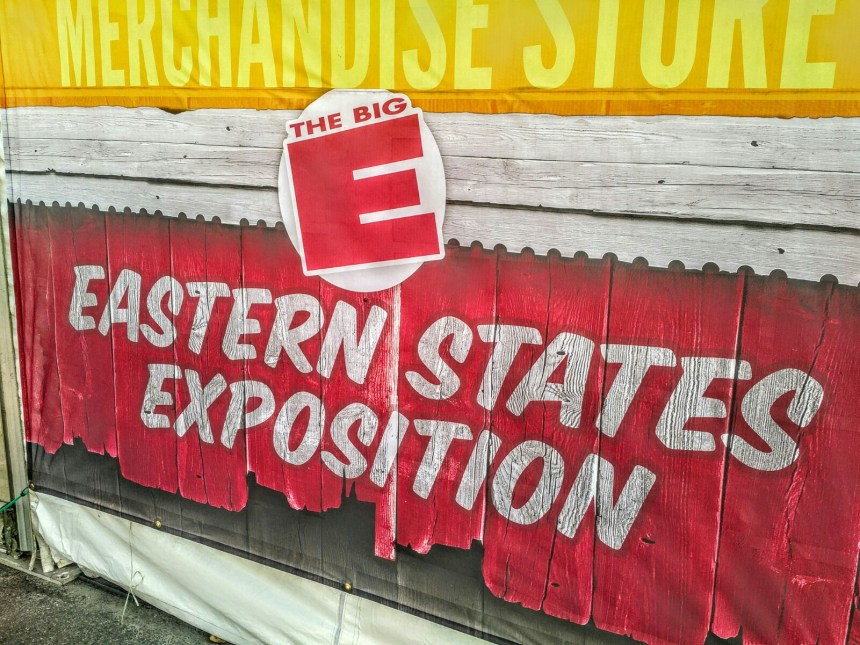 MERCHANDISE STORE
THE BIG
E
EASTERN STATES
EXPOSITION